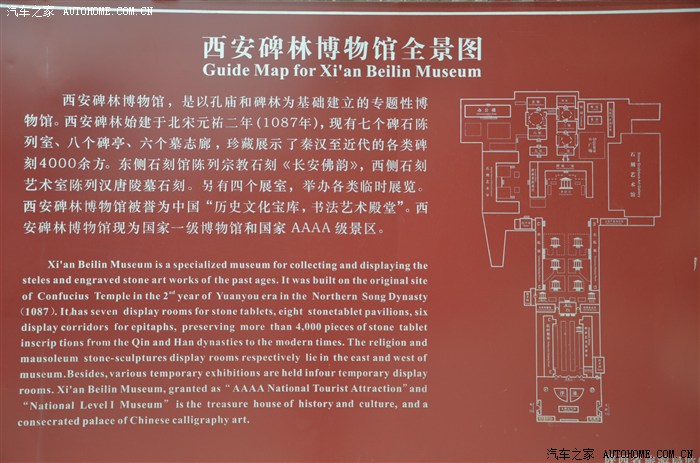 汽车之家 AUTOHOME.COM.CN
西安碑林博物馆全景图
Guide Map for Xi'an Beilin Museum
西安碑林博物馆，是以孔庙和碑林为基础建立的专题性博
物馆。西安碑林始建于北宋元祐二年(1087年)，现有七个碑石陈
列室、八个碑亭、六个墓志廊，珍藏展示了秦汉至近代的各类碑
刻4000余方。东侧石刻馆陈列宗教石刻《长安佛韵》，西侧石刻
艺术室陈列汉唐陵墓石刻。另有四个展室，举办各类临时展览。
西安碑林博物馆被誉为中国“历史文化宝库，书法艺术殿堂”。西
安碑林博物馆现为国家一级博物馆和国家 AAAA 级景区。
Xi'an Beilin Museum is a specialized museum for collecting and displaying the
steles and engraved stone art works of the past ages. It was built on the original site
of Confucius Temple in the 2nd year of Yuanyou era in the Northern Song Dynasty
(1087). It has seven display rooms for stone tablets, eight stonetablet pavilions, six
display corridors for epitaphs, preserving more than 4,000 pieces of stone tablet
inscriptions from the Qin and Han dynasties to the modern times. The religion and
mausoleum stone-sculptures display rooms respectively lie in the east and west of
museum. Besides, various temporary exhibitions are held infour temporary display
rooms. Xi'an Beilin Museum, granted as “AAAA National Tourist Attraction” and
“National Level I Museum” is the treasure house of history and culture, and a
consecrated palace of Chinese calligraphy art.
石刻艺术馆
汽车之家 AUTOHOME.COM.CN